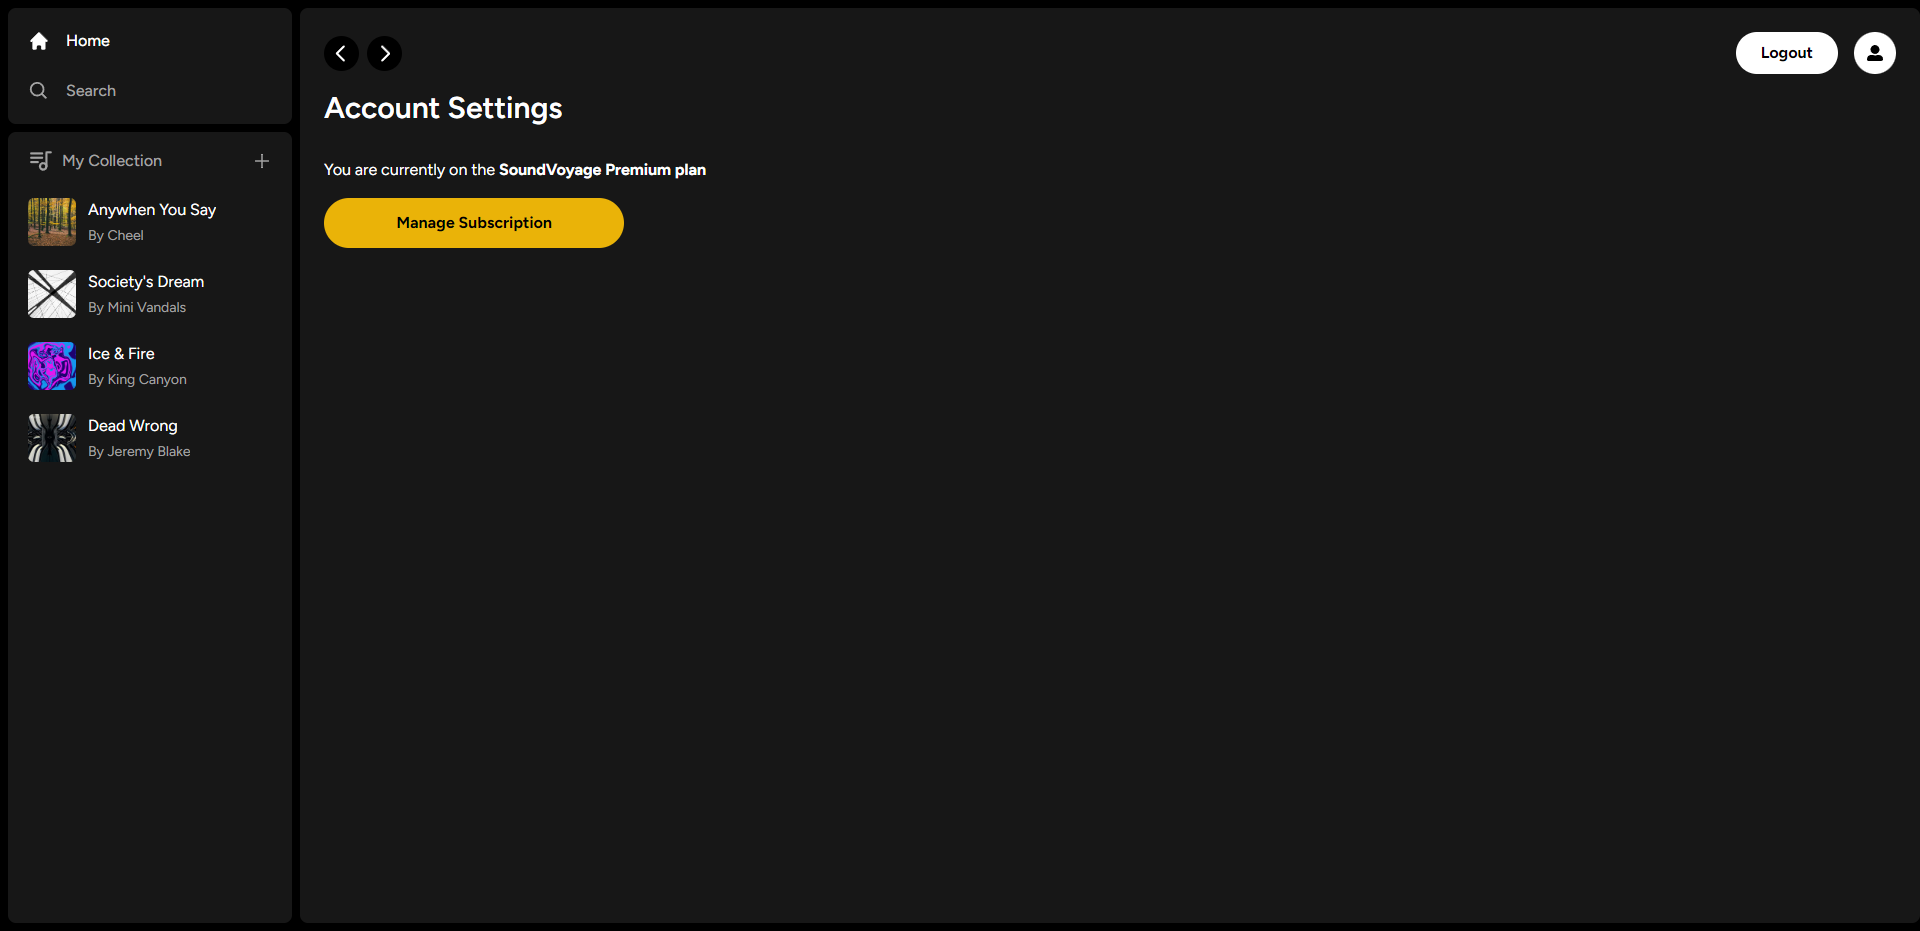 Home
Search
My Collection
Anywhen You Say
By Cheel
Society's Dream
By Mini Vandals
Ice & Fire
By King Canyon
Dead Wrong
By Jeremy Blake
Logout
Account Settings
You are currently on the SoundVoyage Premium plan
Manage Subscription